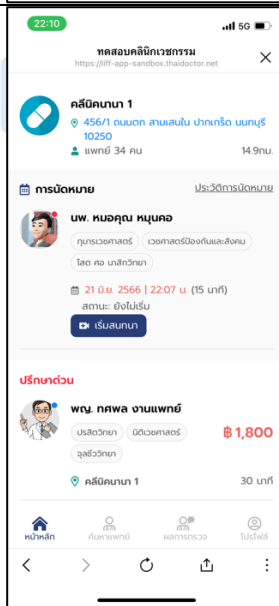 22:10
5G
ทดสอบคลินิกเวชกรรม
https://liff-app-sandbox.thaidoctor.net
คลีนิคนานา 1
456/1 ถนนตก สามเสนใน ปากเกร็ด นนทบุรี
10250
แพทย์ 34 คน
14.9กม.
การนัดหมาย
ประวัติการนัดหมาย
นพ. หมอคุณ หมุนคอ
กุมารเวชศาสตร์
เวชศาสตร์ป้องกันและสังคม
โสต ศอ นาสิกวิทยา
21 มิ.ย. 2566 | 22:07 น. (15 นาที)
สถานะ: ยังไม่เริ่ม
เริ่มสนทนา
ปรึกษาด่วน
พญ. ทศพล งานแพทย์
ปรสิตวิทยา
นิติเวชศาสตร์
จุลชีววิทยา
฿ 1,800
คลีนิคนานา 1
30 นาที
หน้าหลัก
ค้นหาแพทย์
ผลการตรวจ
โปรไฟล์